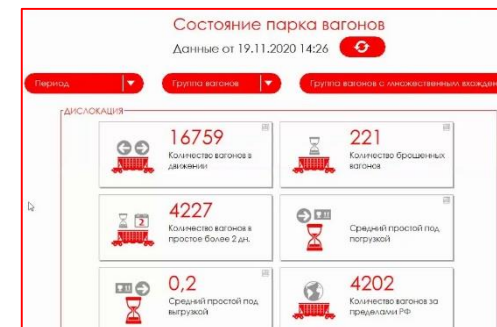 Состояние парка вагонов
Данные от 19.11.2020 14:26
Период
Группа вагонов
Группа вагонов с множественным вхожден
ДИСЛОКАЦИЯ
16759
Количество вагонов в
движении
221
Количество брошенных
вагонов
4227
Количество вагонов в
простое более 2 дн.
Средний простой под
погрузкой
0,2
Средний простой под
выгрузкой
4202
Количество вагонов за
пределами РФ